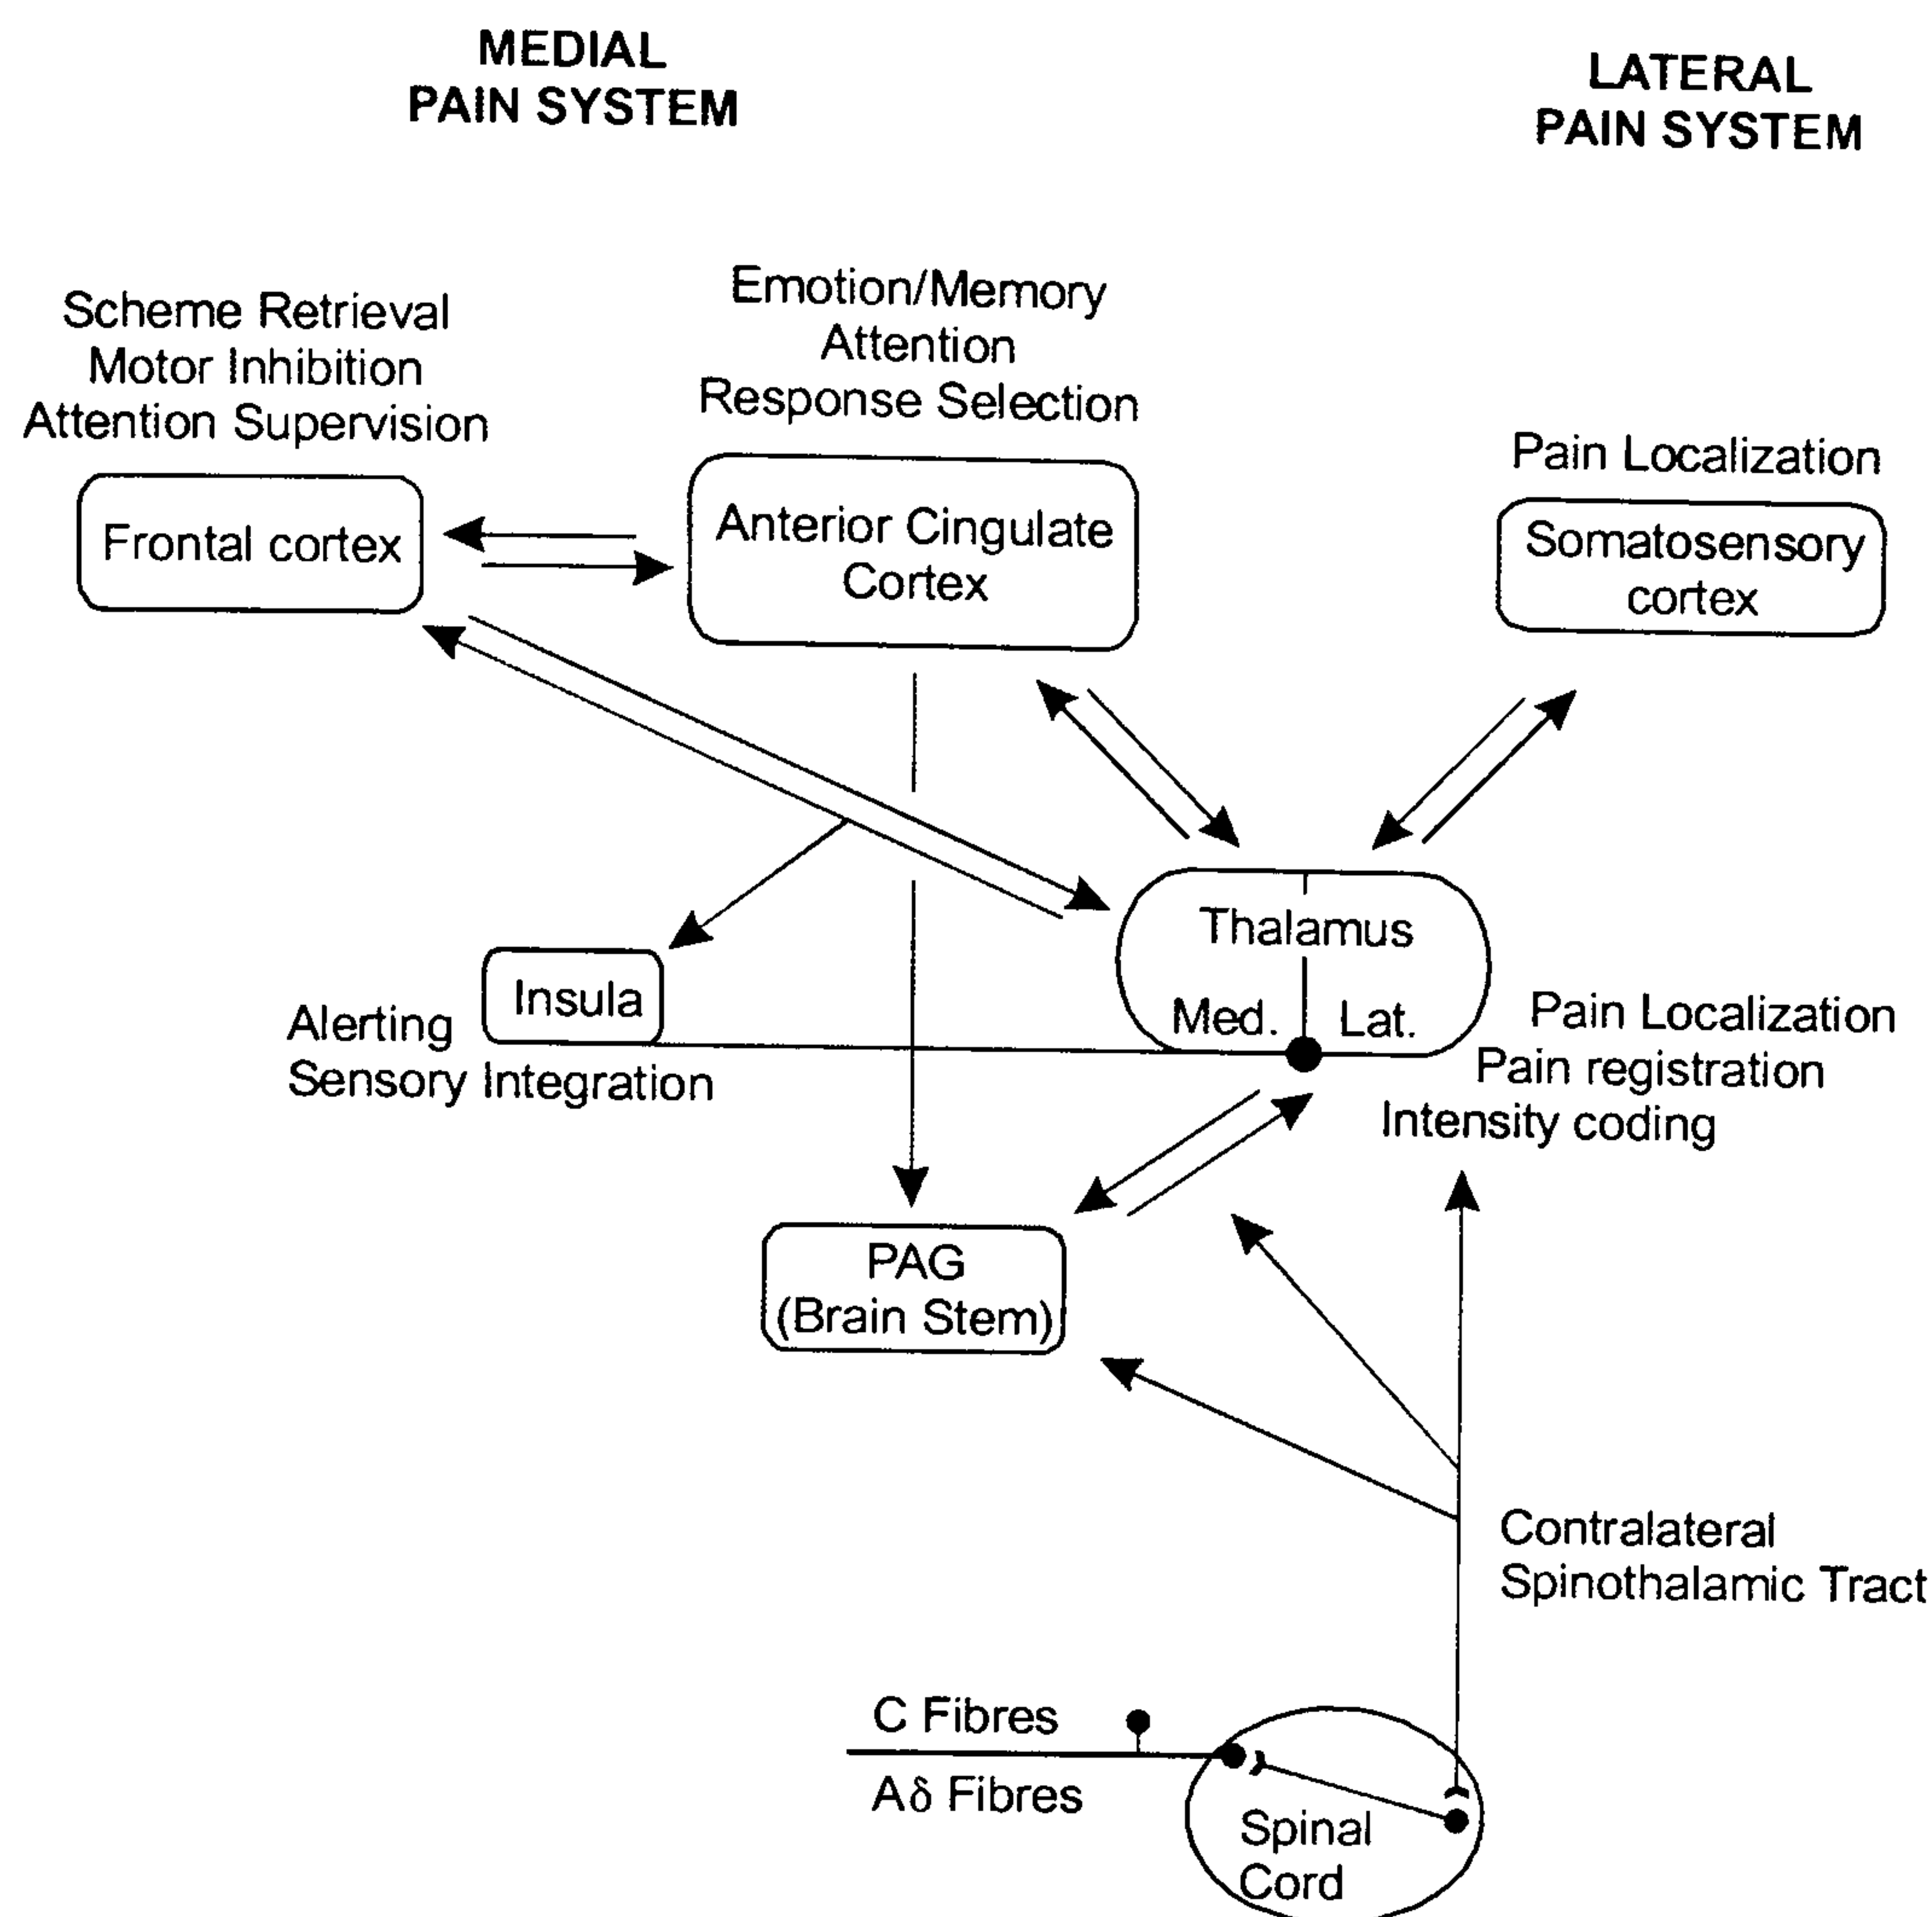 MEDIAL
PAIN SYSTEM
LATERAL
PAIN SYSTEM
Scheme Retrieval
Motor Inhibition
Attention Supervision
Emotion/Memory
Attention
Response Selection
Pain Localization
Frontal cortex
Anterior Cingulate
Cortex
Somatosensory
cortex
Thalamus
Med.
Lat.
Insula
Alerting
Sensory Integration
Pain Localization
Pain registration
Intensity coding
PAG
(Brain Stem)
Contralateral
Spinothalamic Tract
C Fibres
Aδ Fibres
Spinal
Cord